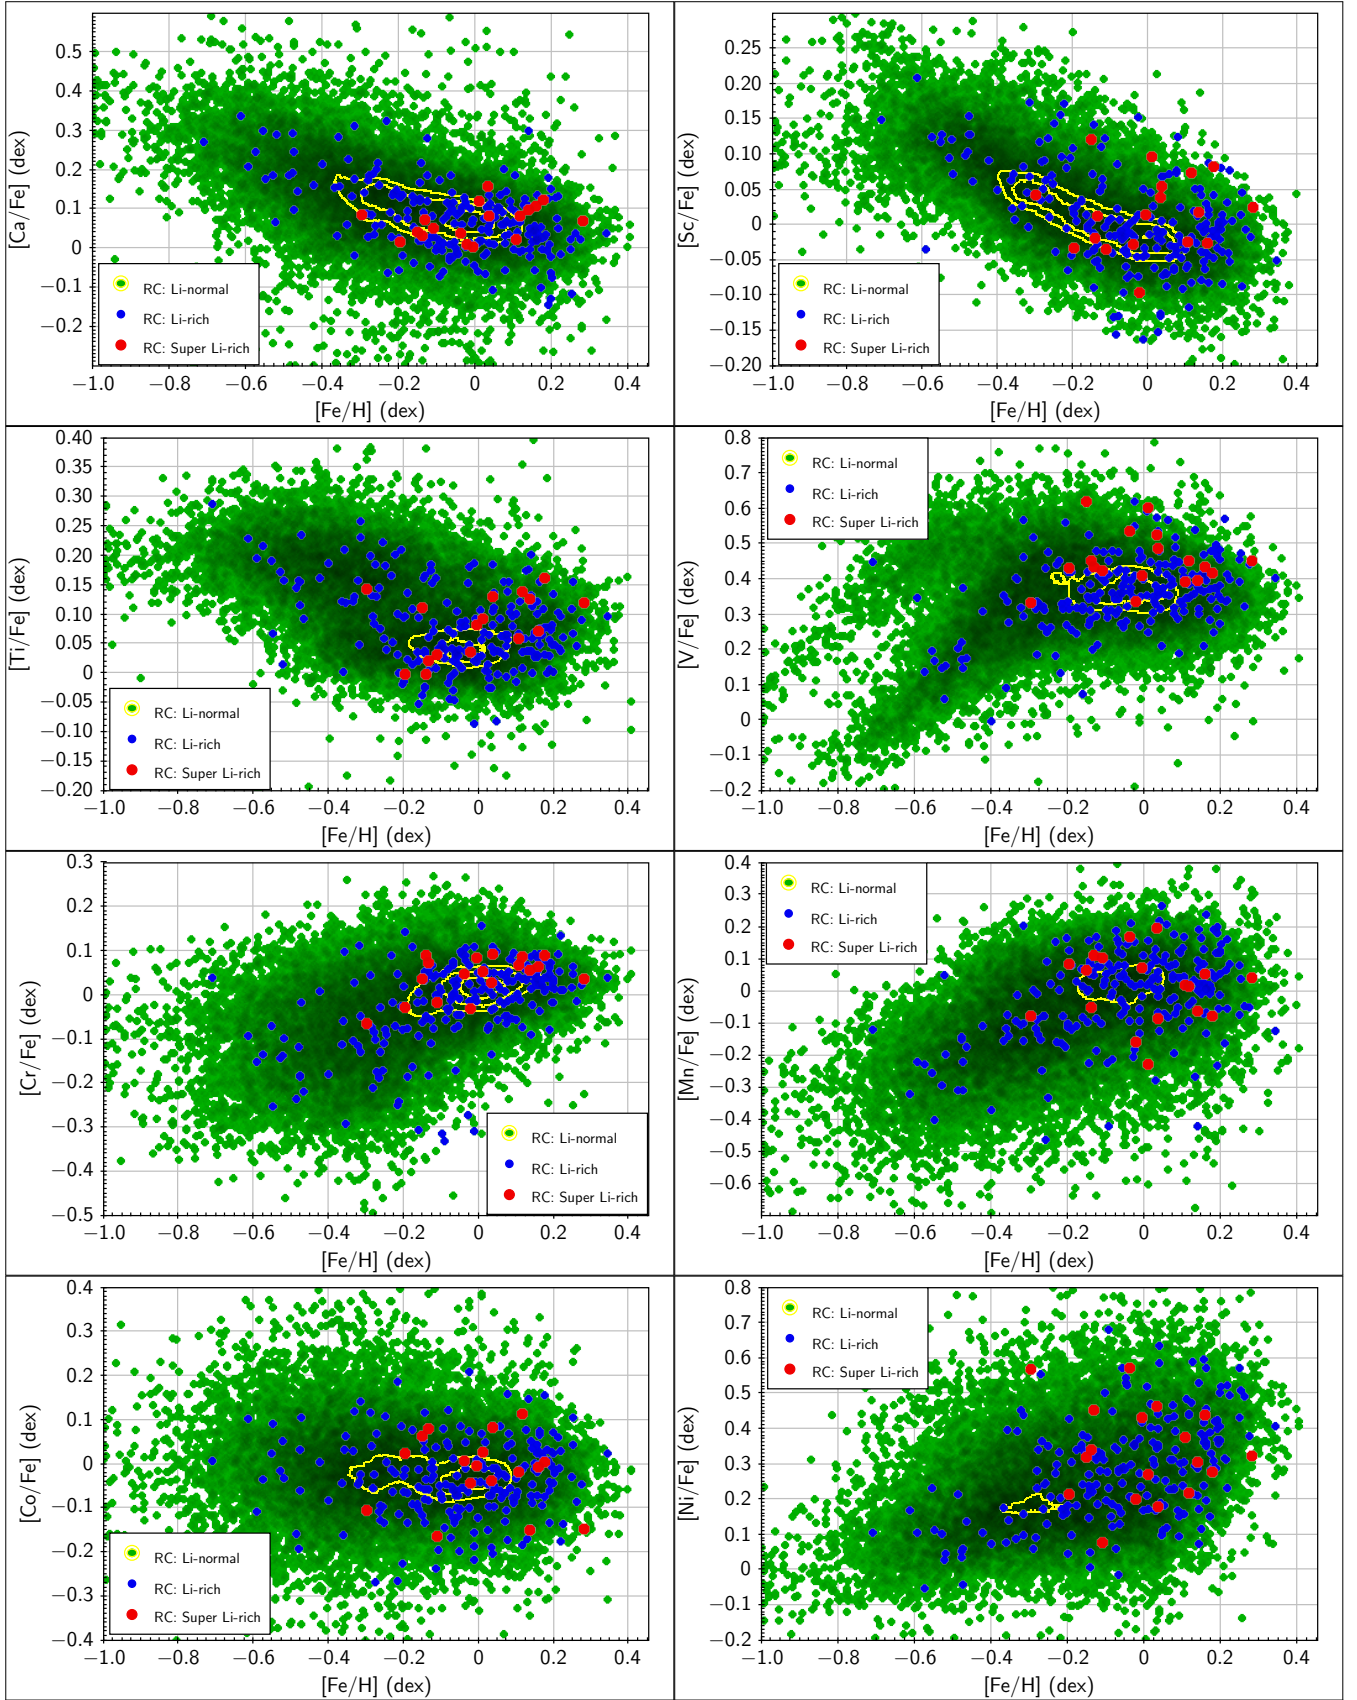 0.5
0.4
0.3
0.2
0.1
0
−0.1
−0.2
[Ca/Fe] (dex)
RC: Li-normal
RC: Li-rich
RC: Super Li-rich
−1.0 −0.8 −0.6 −0.4 −0.2 0 0.2 0.4
[Fe/H] (dex)
0.25
0.20
0.15
0.10
0.05
0
−0.05
−0.10
−0.15
0.20
[Sc/Fe] (dex)
RC: Li-normal
RC: Li-rich
RC: Super Li-rich
−1.0 −0.8 −0.6 −0.4 −0.2 0 0.2 0.4
[Fe/H] (dex)
0.40
0.35
0.30
0.25
0.20
0.15
0.10
0.05
0
−0.05
−0.10
−0.15
−0.20
[Ti/Fe] (dex)
RC: Li-normal
RC: Li-rich
RC: Super Li-rich
−1.0 −0.8 −0.6 −0.4 −0.2 0 0.2 0.4
[Fe/H] (dex)
0.8
0.7
0.6
0.5
0.4
0.3
0.2
0.1
0
−0.1
0.2
[V/Fe] (dex)
RC: Li-normal
RC: Li-rich
RC: Super Li-rich
−1.0 −0.8 −0.6 −0.4 −0.2 0 0.2 0.4
[Fe/H] (dex)
0.3
0.2
0.1
0
−0.1
−0.2
−0.3
−0.4
−0.5
[Cr/Fe] (dex)
RC: Li-normal
RC: Li-rich
RC: Super Li-rich
−1.0 −0.8 −0.6 −0.4 −0.2 0 0.2 0.4
[Fe/H] (dex)
0.4
0.3
0.2
0.1
0
−0.1
−0.2
−0.3
−0.4
−0.5
−0.6
[Mn/Fe] (dex)
RC: Li-normal
RC: Li-rich
RC: Super Li-rich
−1.0 −0.8 −0.6 −0.4 −0.2 0 0.2 0.4
[Fe/H] (dex)
0.4
0.3
0.2
0.1
0
−0.1
−0.2
−0.3
−0.4
[Co/Fe] (dex)
RC: Li-normal
RC: Li-rich
RC: Super Li-rich
−1.0 −0.8 −0.6 −0.4 −0.2 0 0.2 0.4
[Fe/H] (dex)
0.8
0.7
0.6
0.5
0.4
0.3
0.2
0.1
0
−0.1
0.2
[Ni/Fe] (dex)
RC: Li-normal
RC: Li-rich
RC: Super Li-rich
−1.0 −0.8 −0.6 −0.4 −0.2 0 0.2 0.4
[Fe/H] (dex)